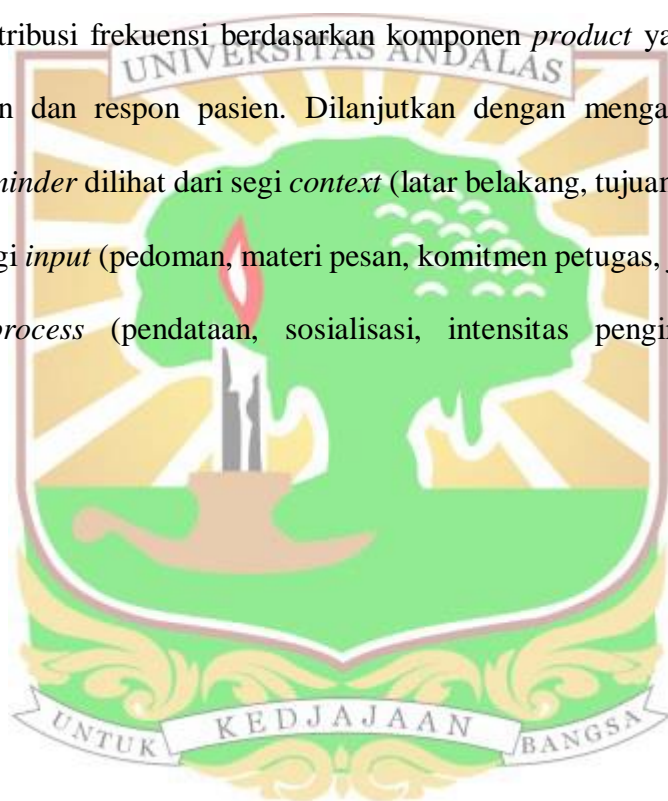 tribusi frekuensi berdasarkan komponen product ya
UNIVERSITAS ANDALAS
n dan respon pasien. Dilanjutkan dengan menga
minder dilihat dari segi context (latar belakang, tujuan
gi input (pedoman, materi pesan, komitmen petugas,
process (pendataan, sosialisasi, intensitas pengi
UNTUK KEDJAJAAN BANGSA